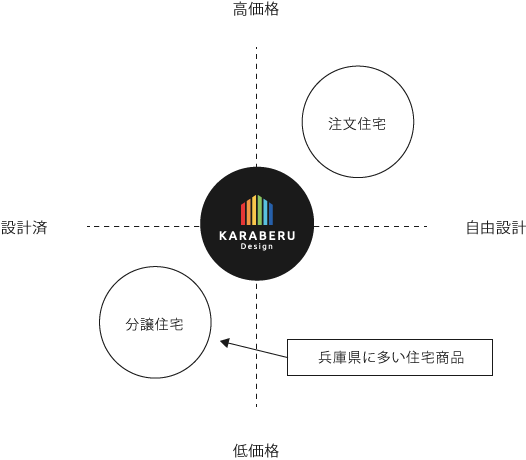 高価格
注文住宅
設計済
KARABERU
Design
自由設計
分譲住宅
兵庫県に多い住宅商品
低価格